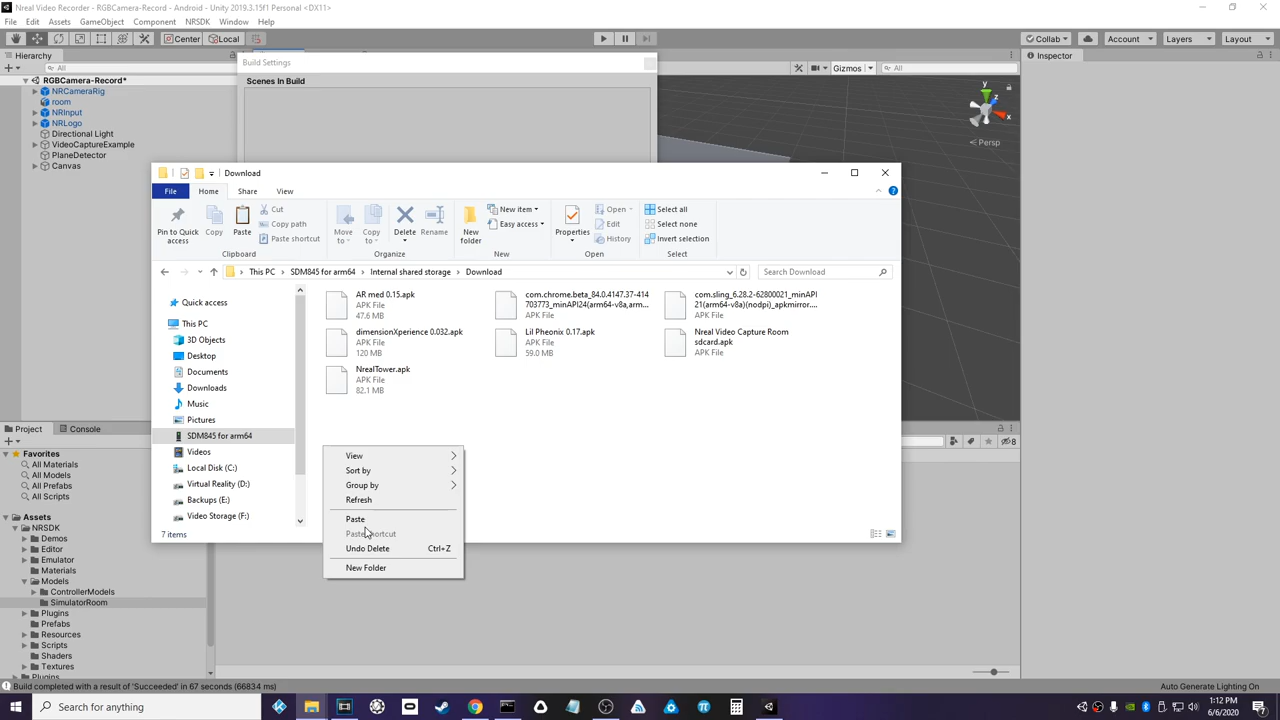 Nreal Video Recorder - RGBCamera-Record - Android - Unity 2019.3.15f1 Personal <DX11>
File Edit Assets GameObject Component NRSDK Window Help
Center Local Collab Account Layers Layout
Hierarchy
All
RGBCamera-Record*
NRCameraRig
room
NRInput
NRLogo
Directional Light
VideoCaptureExample
PlaneDetector
Canvas
Build Settings
Scenes In Build
Gizmos All
y
z
x
Persp
Inspector
Download
File Home Share View
Pin to Quick access
Copy
Paste
Cut
Copy path
Paste shortcut
Clipboard
Move to
Copy to
Delete
Rename
Organize
New folder
New item
Easy access
New
Properties
Open
Edit
History
Open
Select all
Select none
Invert selection
Select
This PC > SDM845 for arm64 > Internal shared storage > Download
Search Download
Quick access
This PC
3D Objects
Desktop
Documents
Downloads
Music
Pictures
SDM845 for arm64
Videos
Local Disk (C:)
Virtual Reality (D:)
Backups (E:)
Video Storage (F:)
AR med 0.15.apk
APK File
47.6 MB
com.chrome.beta_84.0.4147.37-414
703773_minAPI24(arm64-v8a,arm...
APK File
com.sling_6.28.2-62800021_minAPI
21(arm64-v8a)(nodpi)_apkmirror....
APK File
dimensionXperience 0.032.apk
APK File
120 MB
Lil Pheonix 0.17.apk
APK File
59.0 MB
Nreal Video Capture Room
sdcard.apk
APK File
NrealTower.apk
APK File
82.1 MB
View
Sort by
Group by
Refresh
Paste
Paste shortcut
Undo Delete Ctrl+Z
New Folder
7 items
Project Console
Favorites
All Materials
All Models
All Prefabs
All Scripts
Assets
NRSDK
Demos
Editor
Emulator
Materials
Models
ControllerModels
SimulatorRoom
Plugins
Prefabs
Resources
Scripts
Shaders
Textures
Plugins
8
Build completed with a result of 'Succeeded' in 67 seconds (66834 ms)
Auto Generate Lighting On
Search for anything
1:12 PM
6/6/2020